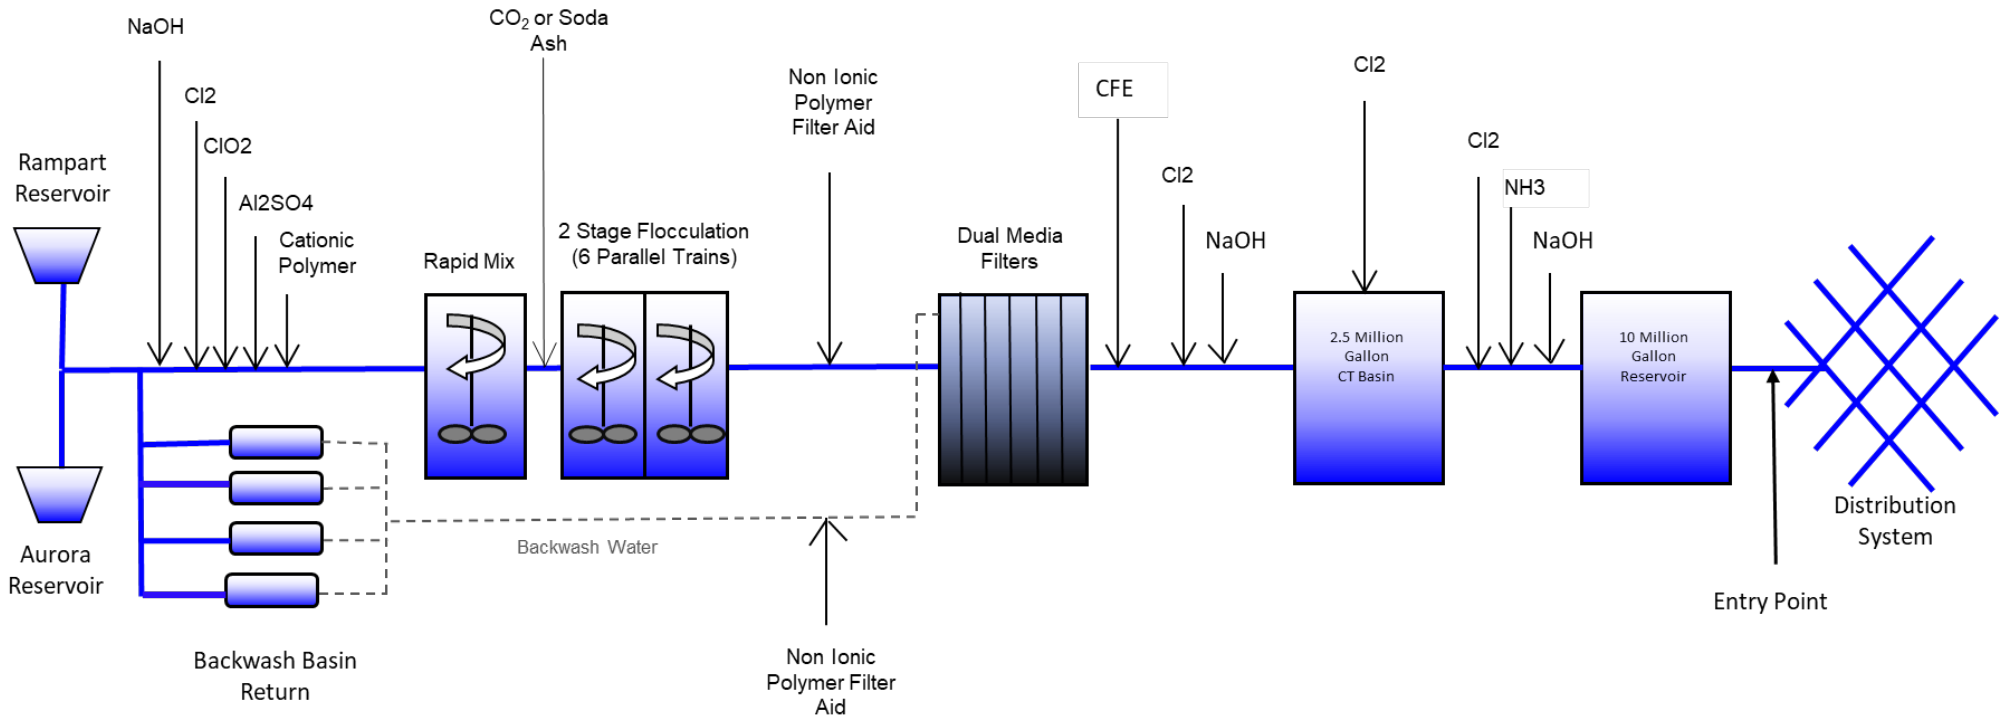 NaOH
Cl2
ClO2
Al2SO4
Cationic
Polymer
Rampart
Reservoir
Aurora
Reservoir
Backwash Basin
Return
Rapid Mix
CO₂ or Soda
Ash
2 Stage Flocculation
(6 Parallel Trains)
Backwash Water
Non Ionic
Polymer
Filter Aid
Non Ionic
Polymer Filter
Aid
Dual Media
Filters
CFE
Cl2
NaOH
Cl2
2.5 Million
Gallon
CT Basin
Cl2
NH3
NaOH
10 Million
Gallon
Reservoir
Entry Point
Distribution
System